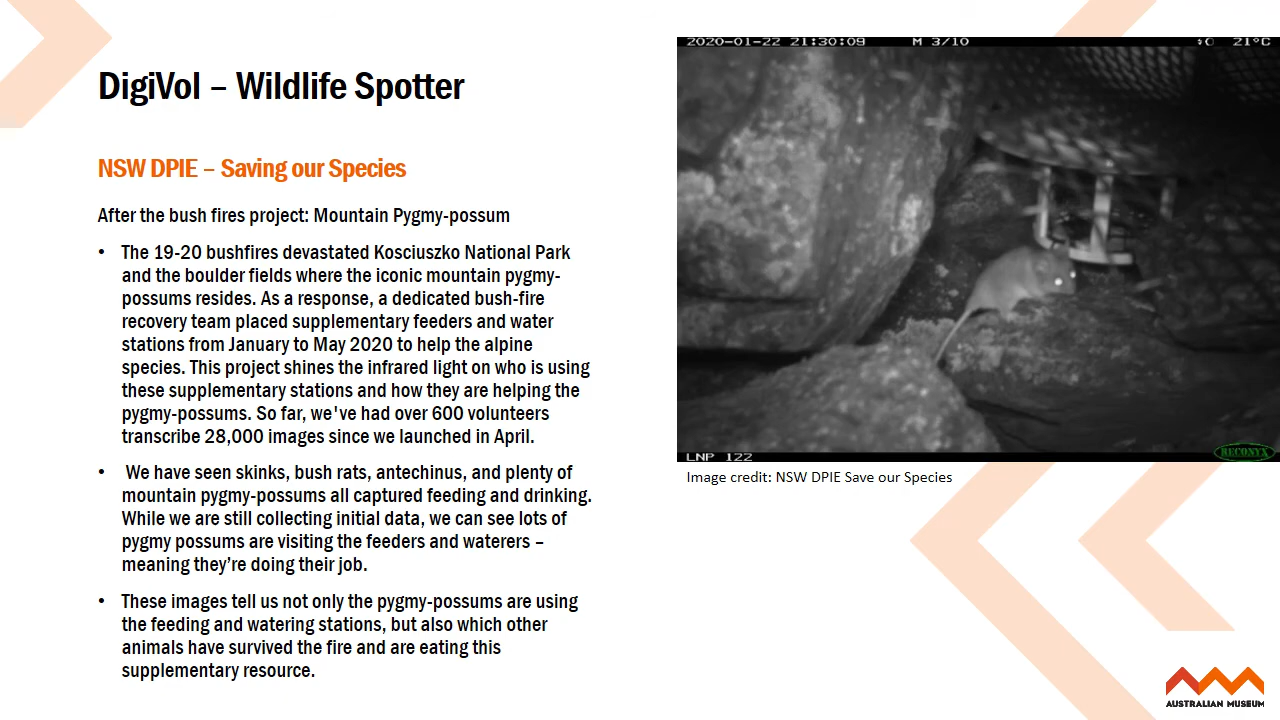 DigiVol – Wildlife Spotter
NSW DPIE – Saving our Species
After the bush fires project: Mountain Pygmy-possum
• The 19-20 bushfires devastated Kosciuszko National Park
and the boulder fields where the iconic mountain pygmy-
possums resides. As a response, a dedicated bush-fire
recovery team placed supplementary feeders and water
stations from January to May 2020 to help the alpine
species. This project shines the infrared light on who is using
these supplementary stations and how they are helping the
pygmy-possums. So far, we've had over 600 volunteers
transcribe 28,000 images since we launched in April.
• We have seen skinks, bush rats, antechinus, and plenty of
mountain pygmy-possums all captured feeding and drinking.
While we are still collecting initial data, we can see lots of
pygmy possums are visiting the feeders and waterers –
meaning they’re doing their job.
• These images tell us not only the pygmy-possums are using
the feeding and watering stations, but also which other
animals have survived the fire and are eating this
supplementary resource.
2020-01-22 21:30:09 M 3/10 21°C
LNP 122 RECONYX
Image credit: NSW DPIE Save our Species
AUSTRALIAN MUSEUM